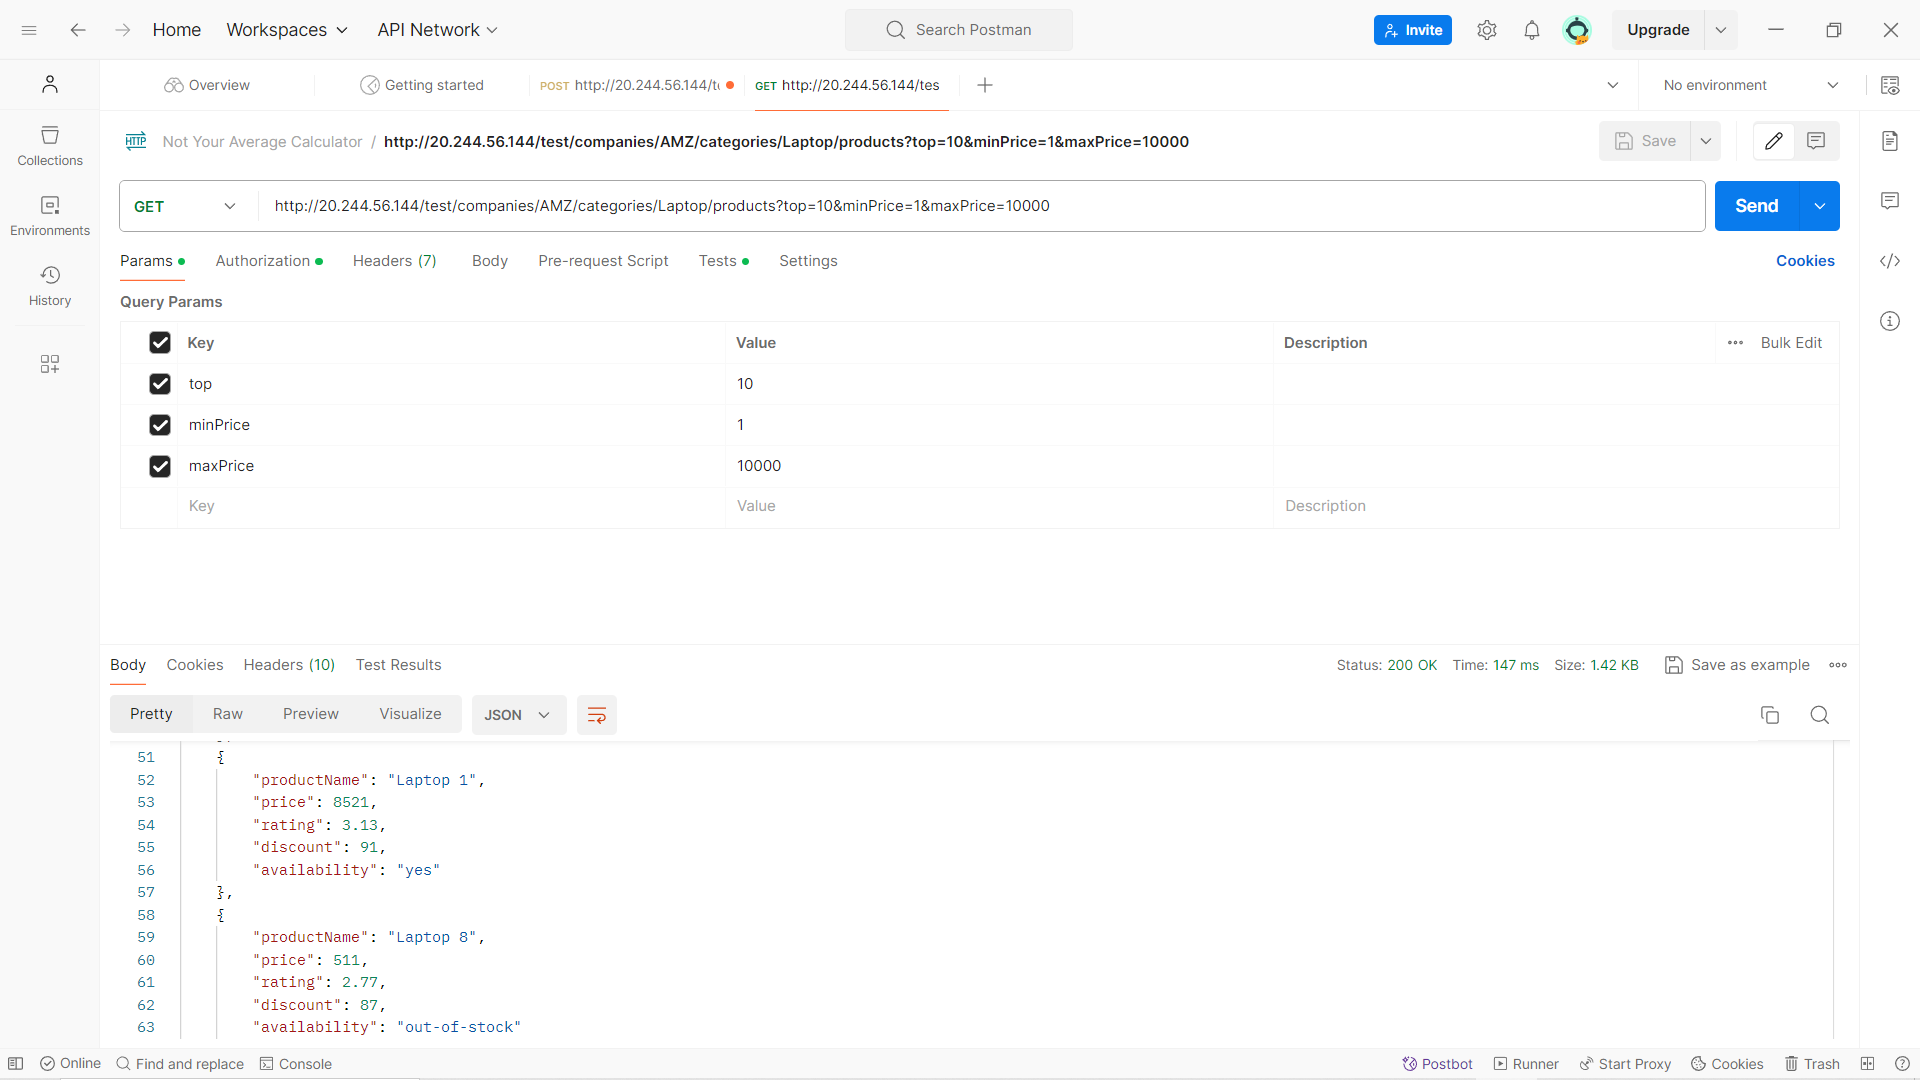 Home Workspaces API Network Search Postman Invite Upgrade
Overview Getting started POST http://20.244.56.144/t GET http://20.244.56.144/tes No environment
HTTP Not Your Average Calculator / http://20.244.56.144/test/companies/AMZ/categories/Laptop/products?top=10&minPrice=1&maxPrice=10000 Save
Collections
Environments
History
GET http://20.244.56.144/test/companies/AMZ/categories/Laptop/products?top=10&minPrice=1&maxPrice=10000 Send
Params Authorization Headers (7) Body Pre-request Script Tests Settings Cookies
Query Params
Key Value Description Bulk Edit
top 10
minPrice 1
maxPrice 10000
Key Value Description
Body Cookies Headers (10) Test Results Status: 200 OK Time: 147 ms Size: 1.42 KB Save as example
Pretty Raw Preview Visualize JSON
51 {
52 "productName": "Laptop 1",
53 "price": 8521,
54 "rating": 3.13,
55 "discount": 91,
56 "availability": "yes"
57 },
58 {
59 "productName": "Laptop 8",
60 "price": 511,
61 "rating": 2.77,
62 "discount": 87,
63 "availability": "out-of-stock"
Online Find and replace Console Postbot Runner Start Proxy Cookies Trash